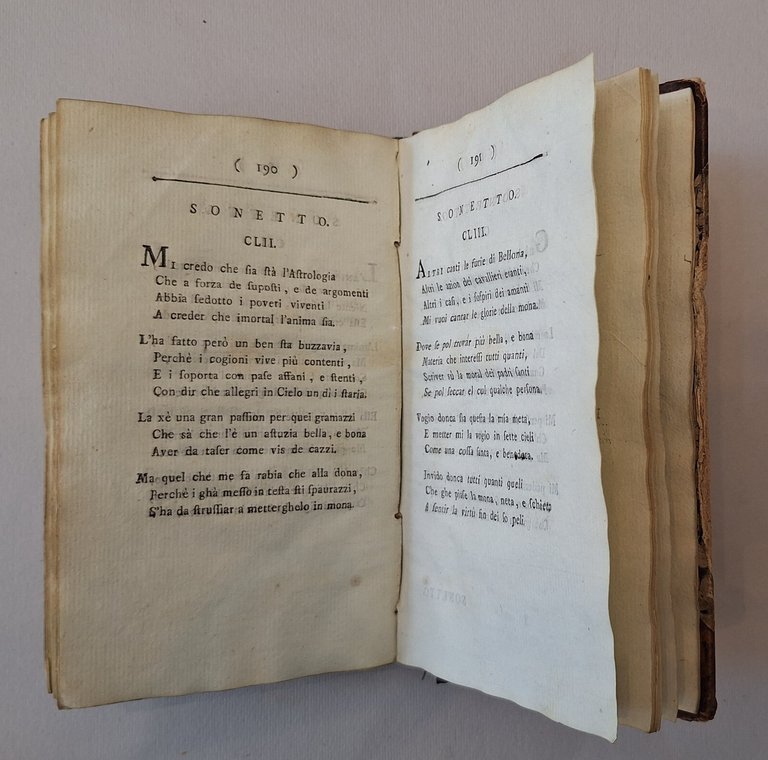 ( 190 )
SONETTO.
CLII.
Mi credo che ſia ſtà l'Aſtrologia
Che a forza de ſupoſti, e de argomenti
Abbia ſedotto i poveri viventi
A creder che imortal l'anima ſia.
L'ha fatto però un ben ſta buzzavia,
Perchè i cogioni vive più contenti,
E i ſoporta con paſe affani, e ſtenti,
Con dir che allegri in Cielo un dì i ſtaria.
La xè una gran paſſion per quei gramazzi
Che sà che l'è un aſtuzia bella, e bona
Aver da taſer come vis de cazzi.
Ma quel che me fa rabia che alla dona,
Perchè i ghà meſſo in teſta ſti ſpaurazzi,
S'ha da ſtruſſiar a metterghelo in mona.
( 191 )
SONETTO.
CLIII.
Altri canti le furie di Bellona,
Altri le azion dei cavallieri erranti,
Altri i caſi, e i ſoſpiri dei amanti
Mi vuoi cantar le glorie della mona.
Dove ſe pol trovar più bella, e bona
Materia che intereſſi tutti quanti,
Scriver sù la moral dei padri ſanti
Se pol ſeccar el cul qualche perſona.
Vogio donca ſia queſta la mia meta,
E metter mi la vogio in ſette cieli
Come una coſſa ſanta, e benedeta.
Invido donca tutti quanti queli
Che ghe piaſe la mona, neta, e ſchieta
A ſentir la virtù fin dei ſo peli.